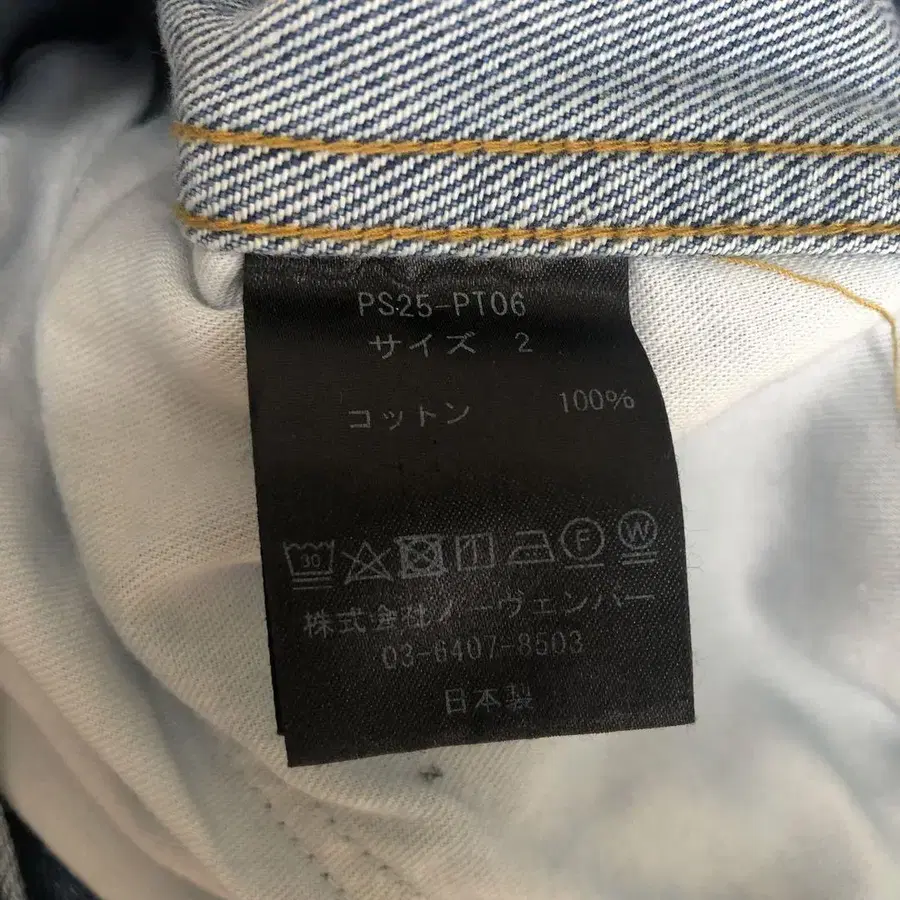 PS25-PT06
サイズ 2
コットン 100%
30 F W
株式会社ノーヴェンバー
03-6407-8503
日本製